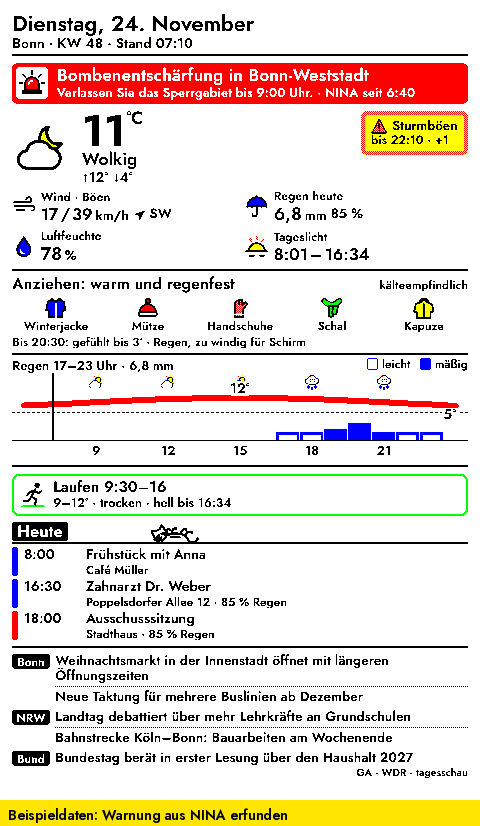 Dienstag, 24. November
Bonn · KW 48 · Stand 07:10
Bombenentschärfung in Bonn-Weststadt
Verlassen Sie das Sperrgebiet bis 9:00 Uhr. · NINA seit 6:40
11°C
Wolkig
↑12° ↓4°
Sturmböen
bis 22:10 · +1
Wind · Böen
17 / 39 km/h SW
Regen heute
6,8 mm 85 %
Luftfeuchte
78 %
Tageslicht
8:01 – 16:34
Anziehen: warm und regenfest
kälteempfindlich
Winterjacke Mütze Handschuhe Schal Kapuze
Bis 20:30: gefühlt bis 3° · Regen, zu windig für Schirm
Regen 17–23 Uhr · 6,8 mm
leicht mäßig
12°
5°
9 12 15 18 21
Laufen 9:30–16
9–12° · trocken · hell bis 16:34
Heute
8:00 Frühstück mit Anna
Café Müller
16:30 Zahnarzt Dr. Weber
Poppelsdorfer Allee 12 · 85 % Regen
18:00 Ausschusssitzung
Stadthaus · 85 % Regen
Bonn Weihnachtsmarkt in der Innenstadt öffnet mit längeren
Öffnungszeiten
Neue Taktung für mehrere Buslinien ab Dezember
NRW Landtag debattiert über mehr Lehrkräfte an Grundschulen
Bahnstrecke Köln–Bonn: Bauarbeiten am Wochenende
Bund Bundestag berät in erster Lesung über den Haushalt 2027
GA · WDR · tagesschau
Beispieldaten: Warnung aus NINA erfunden